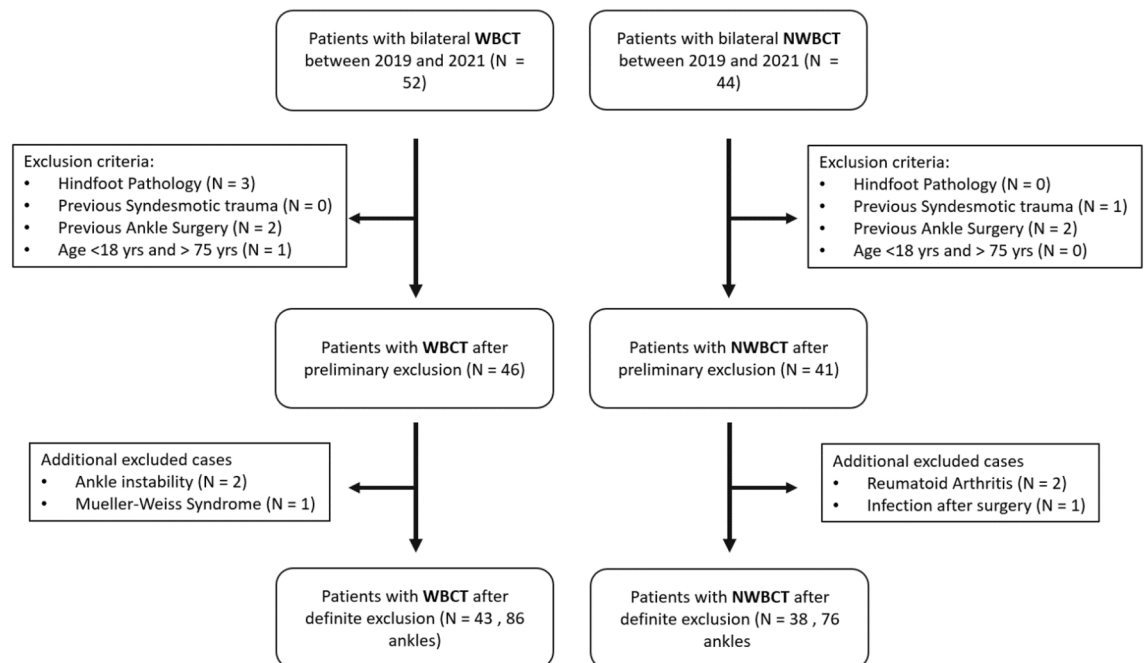 Patients with bilateral WBCT
between 2019 and 2021 (N =
52)
Patients with bilateral NWBCT
between 2019 and 2021 (N =
44)
Exclusion criteria:
• Hindfoot Pathology (N = 3)
• Previous Syndesmotic trauma (N = 0)
• Previous Ankle Surgery (N = 2)
• Age <18 yrs and > 75 yrs (N = 1)
Exclusion criteria:
• Hindfoot Pathology (N = 0)
• Previous Syndesmotic trauma (N = 1)
• Previous Ankle Surgery (N = 2)
• Age <18 yrs and > 75 yrs (N = 0)
Patients with WBCT after
preliminary exclusion (N = 46)
Patients with NWBCT after
preliminary exclusion (N = 41)
Additional excluded cases
• Ankle instability (N = 2)
• Mueller-Weiss Syndrome (N = 1)
Additional excluded cases
• Reumatoid Arthritis (N = 2)
• Infection after surgery (N = 1)
Patients with WBCT after
definite exclusion (N = 43 , 86
ankles)
Patients with NWBCT after
definite exclusion (N = 38 , 76
ankles